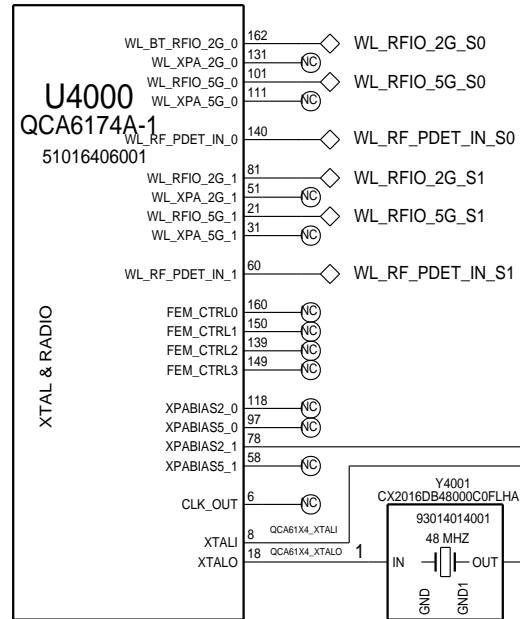 WL_BT_RFIO_2G_0 162 WL_RFIO_2G_S0
WL_XPA_2G_0 131 NC
WL_RFIO_5G_0 101 WL_RFIO_5G_S0
WL_XPA_5G_0 111 NC
U4000
QCA6174A-1
WL_RF_PDET_IN_0 140 WL_RF_PDET_IN_S0
51016406001
WL_RFIO_2G_1 81 WL_RFIO_2G_S1
WL_XPA_2G_1 51 NC
WL_RFIO_5G_1 21 WL_RFIO_5G_S1
WL_XPA_5G_1 31 NC
WL_RF_PDET_IN_1 60 WL_RF_PDET_IN_S1
XTAL & RADIO
FEM_CTRL0 160 NC
FEM_CTRL1 150 NC
FEM_CTRL2 139 NC
FEM_CTRL3 149 NC
XPABIAS2_0 118 NC
XPABIAS5_0 97 NC
XPABIAS2_1 78
XPABIAS5_1 58 NC
CLK_OUT 6 NC
XTALI 8 QCA61X4_XTALI
XTALO 18 QCA61X4_XTALO 1
Y4001
CX2016DB48000C0FLHA
93014014001
48 MHZ
IN OUT
GND GND1